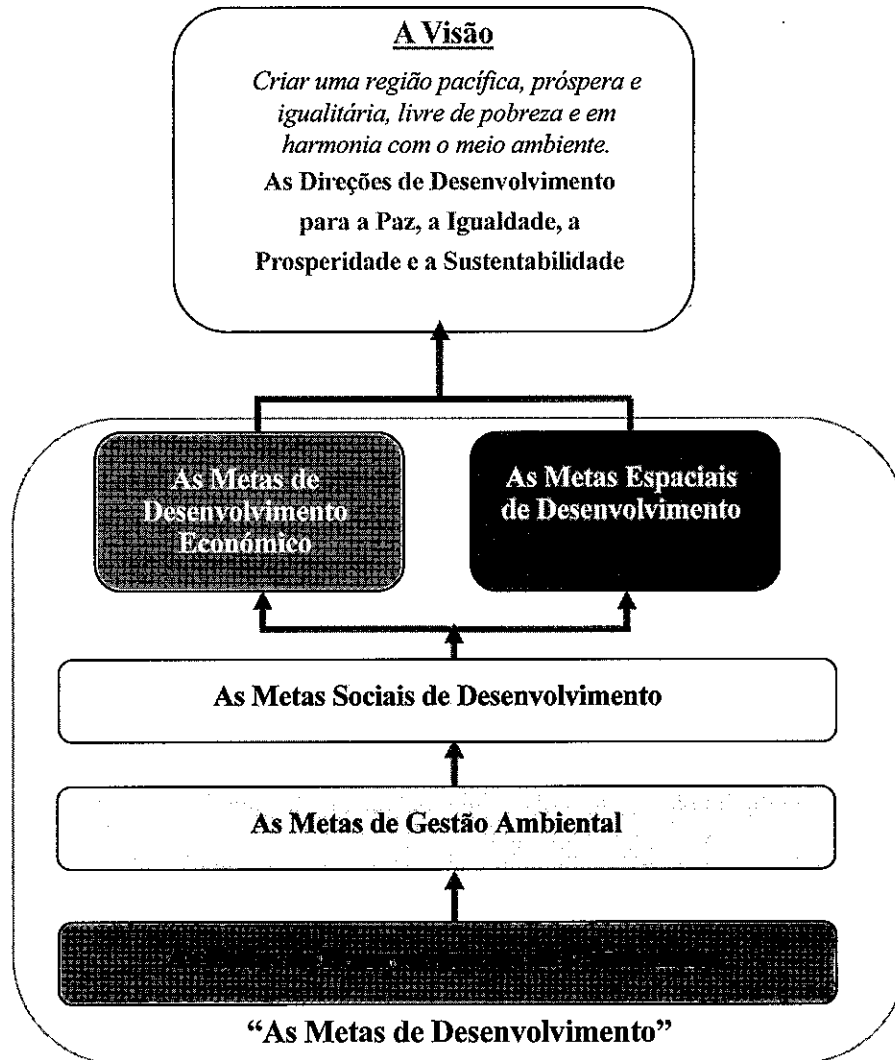 A Visão
Criar uma região pacífica, próspera e
igualitária, livre de pobreza e em
harmonia com o meio ambiente.
As Direções de Desenvolvimento
para a Paz, a Igualdade, a
Prosperidade e a Sustentabilidade
As Metas de
Desenvolvimento
Económico
As Metas Espaciais
de Desenvolvimento
As Metas Sociais de Desenvolvimento
As Metas de Gestão Ambiental
“As Metas de Desenvolvimento”